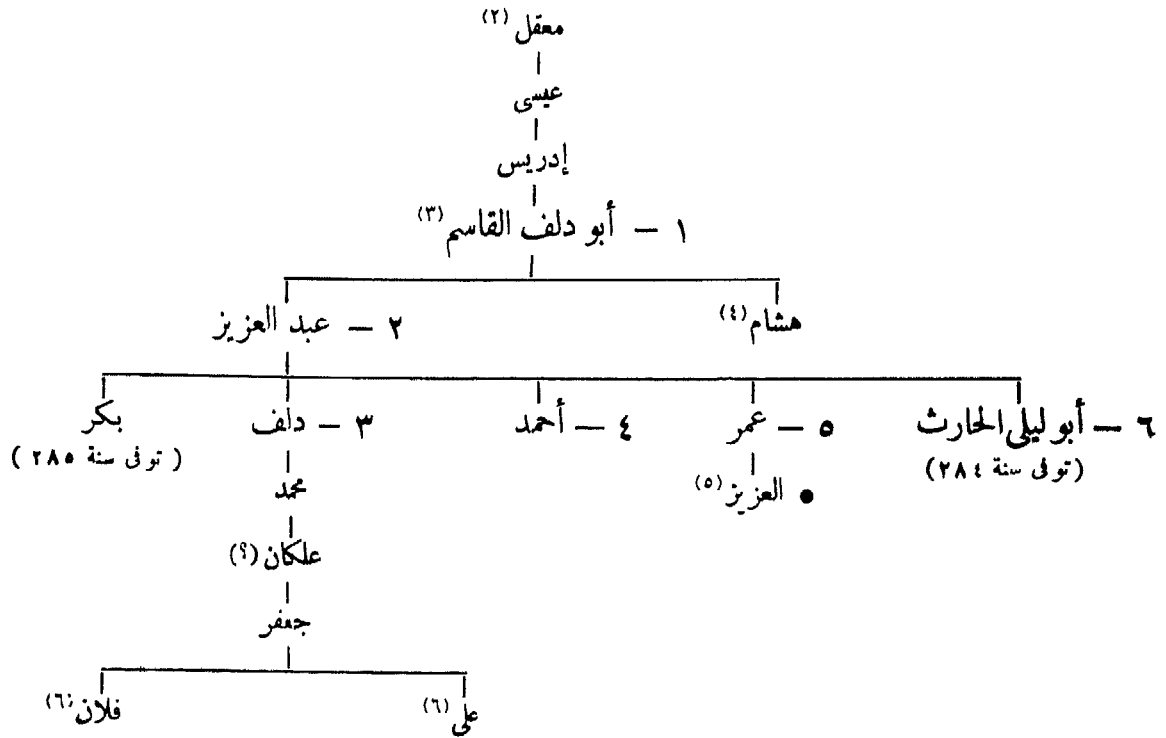 معقل (٢)
عيسى
إدريس
١ — أبو دلف القاسم (٣)
هشام (٤) ٢ — عبد العزيز
٦ — أبو ليلى الحارث ٥ — عمر ٤ — أحمد ٣ — دلف بكر
(توفى سنة ٢٨٤) (توفى سنة ٢٨٥)
• العزيز (٥) محمد
علكان (؟)
جعفر
على (٦) فلان (٦)